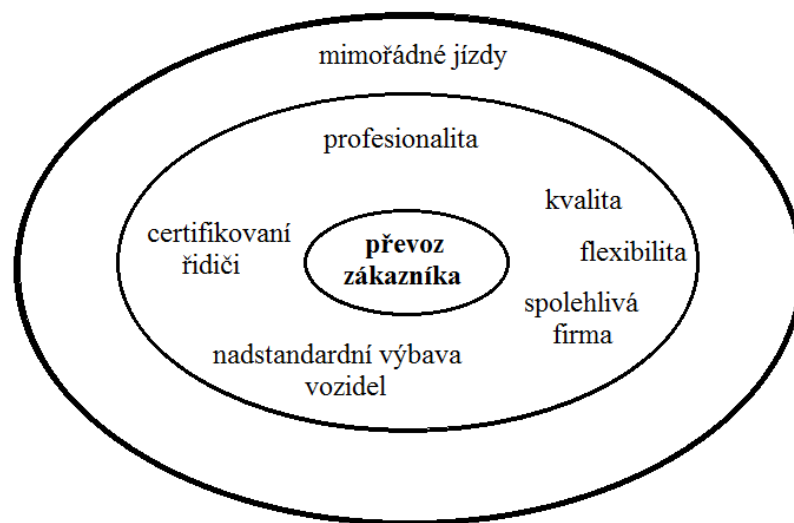 mimořádné jízdy
profesionalita
kvalita
certifikovaní
řidiči
převoz
zákazníka
flexibilita
spolehlivá
firma
nadstandardní výbava
vozidel